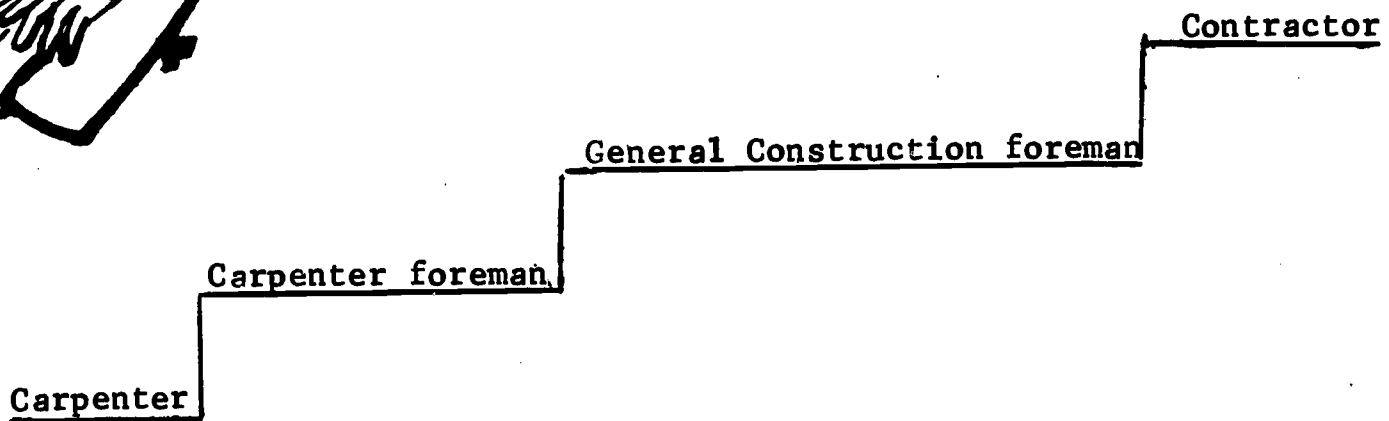 Contractor
General Construction foreman
Carpenter foreman
Carpenter